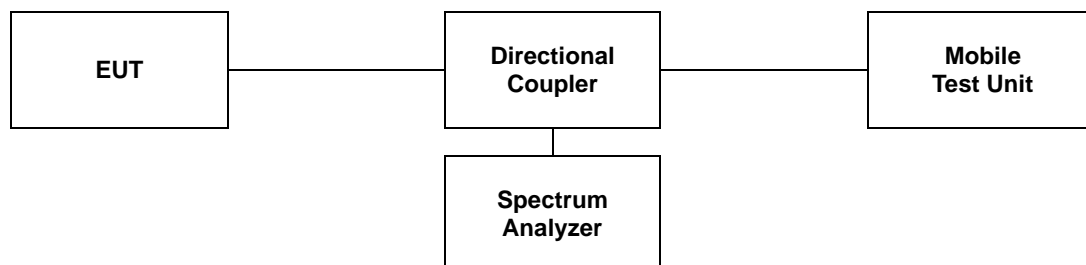 EUT
Directional
Coupler
Mobile
Test Unit
Spectrum
Analyzer